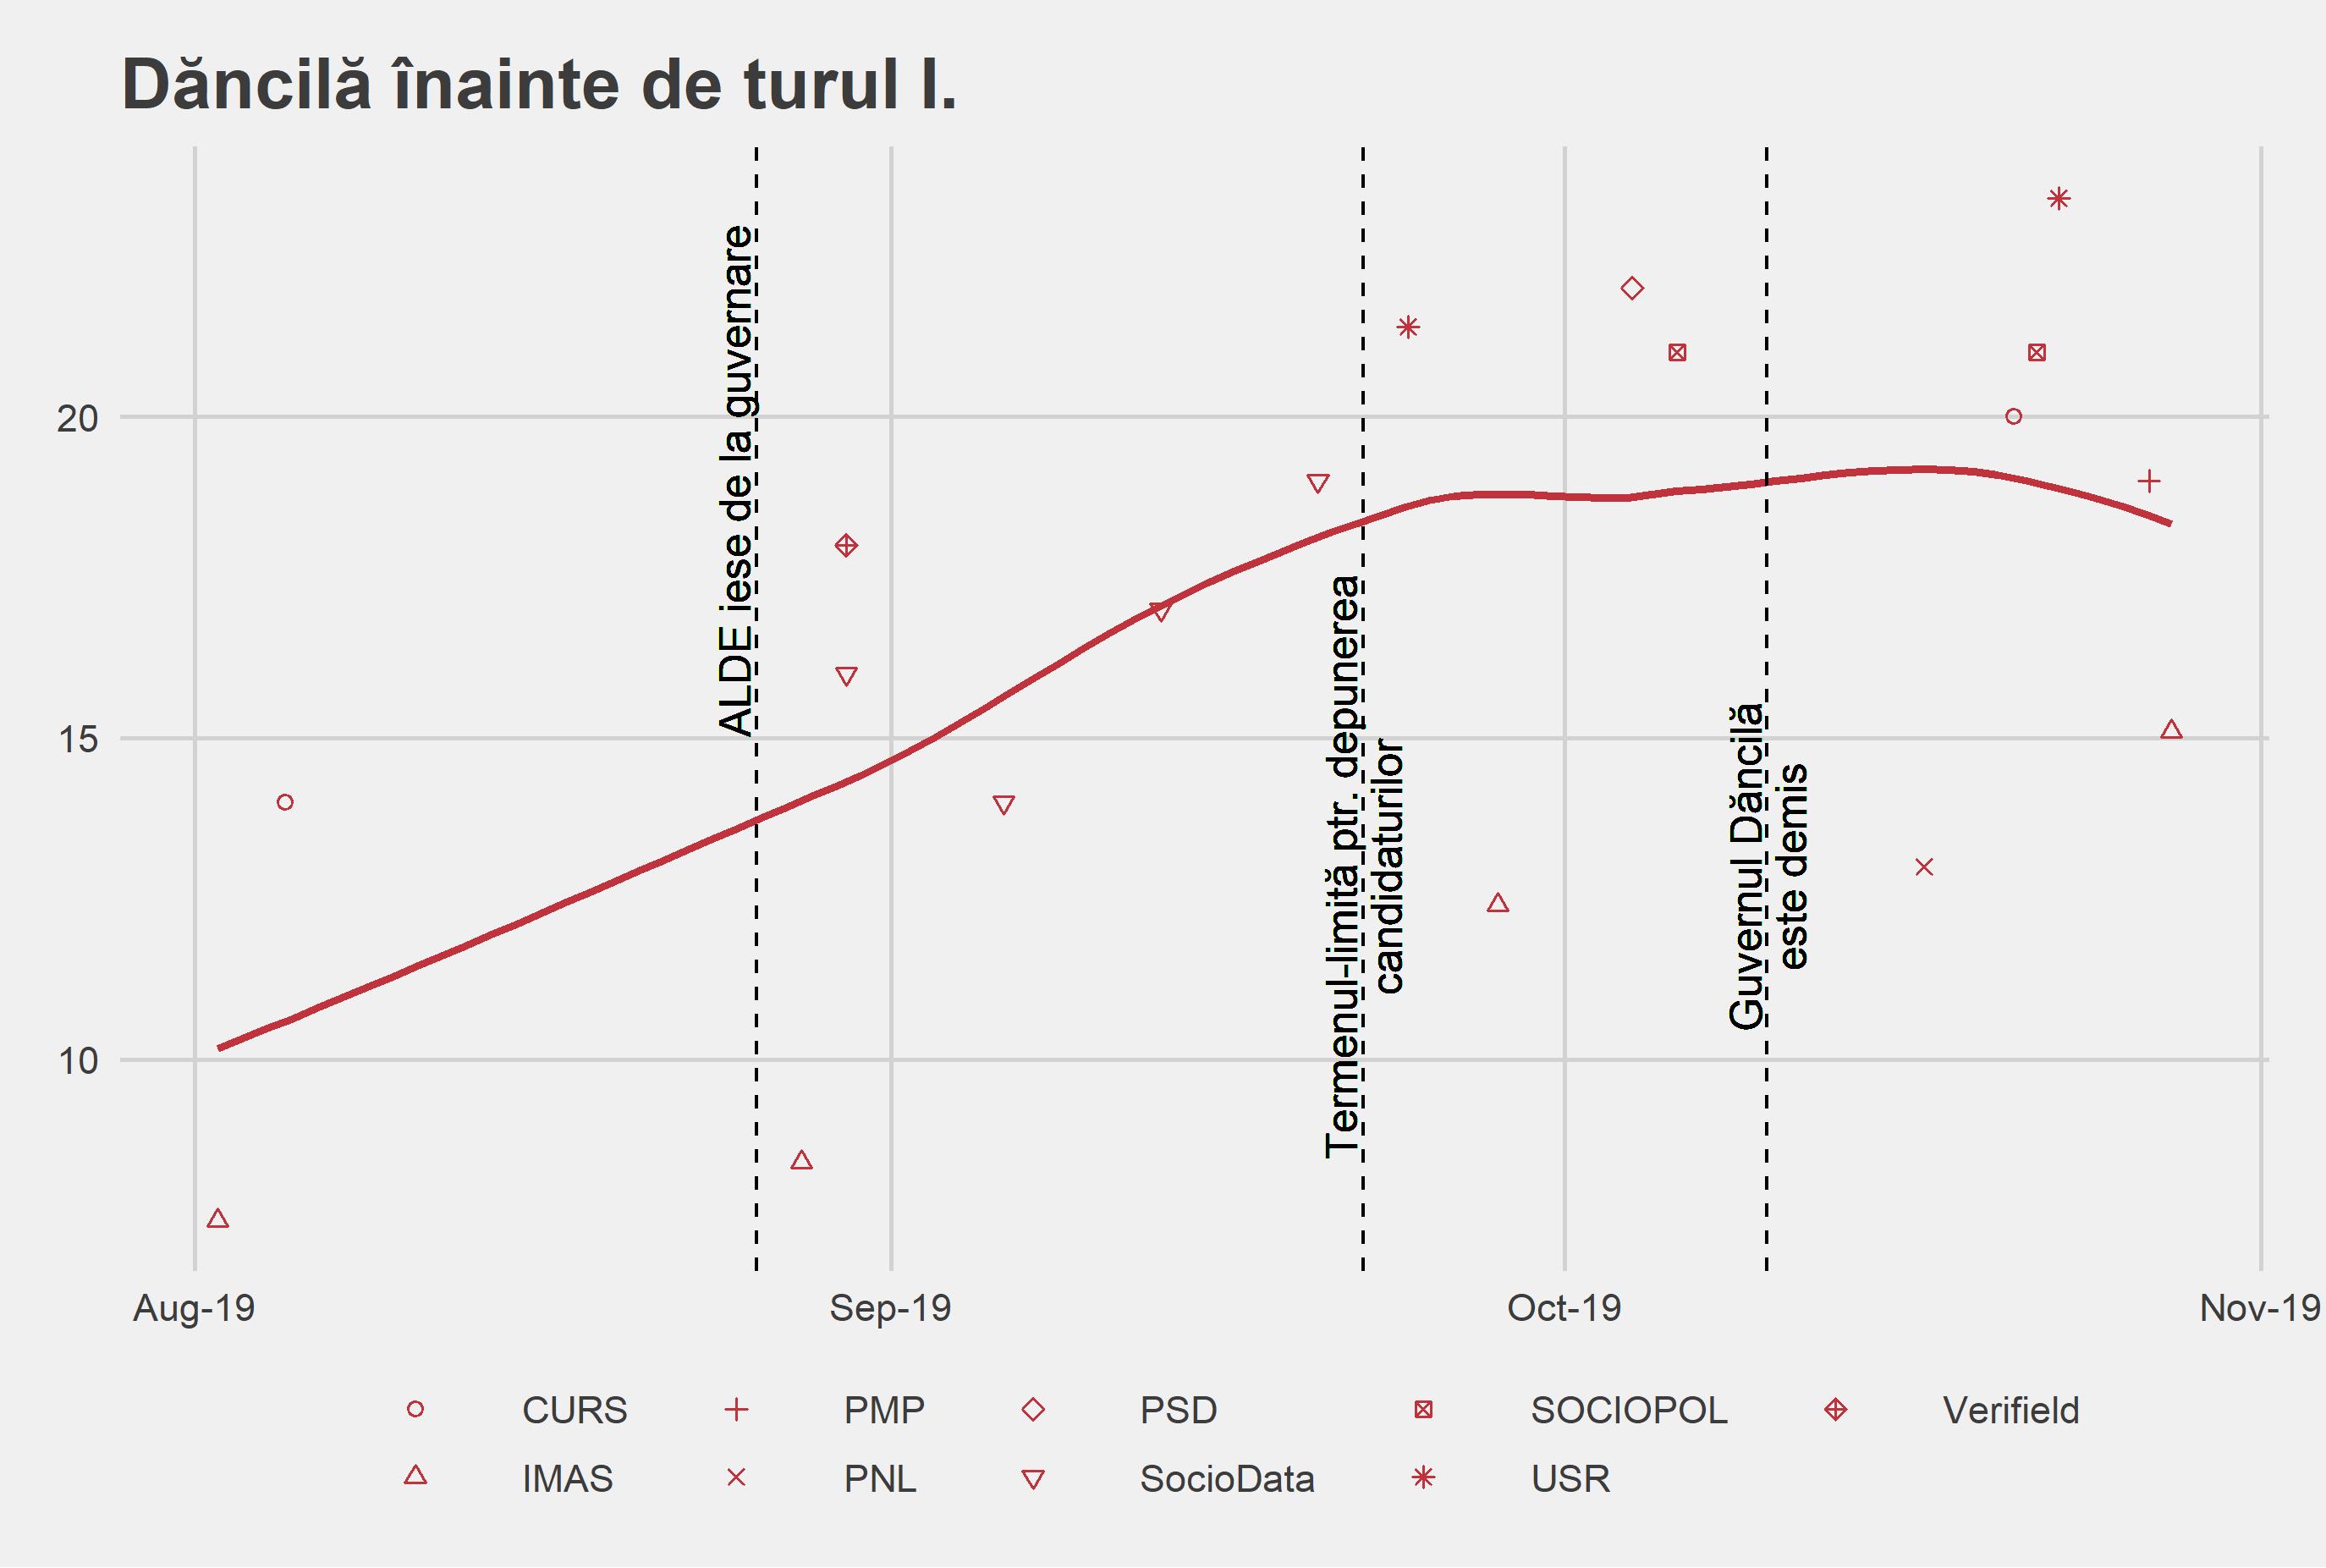 Dăncilă înainte de turul I.
20
15
10
ALDE iese de la guvernare
Termenul-limită ptr. depunerea
candidaturilor
Guvernul Dăncilă
este demis
Aug-19
Sep-19
Oct-19
Nov-19
CURS
PMP
PSD
SOCIOPOL
Verifield
IMAS
PNL
SocioData
USR